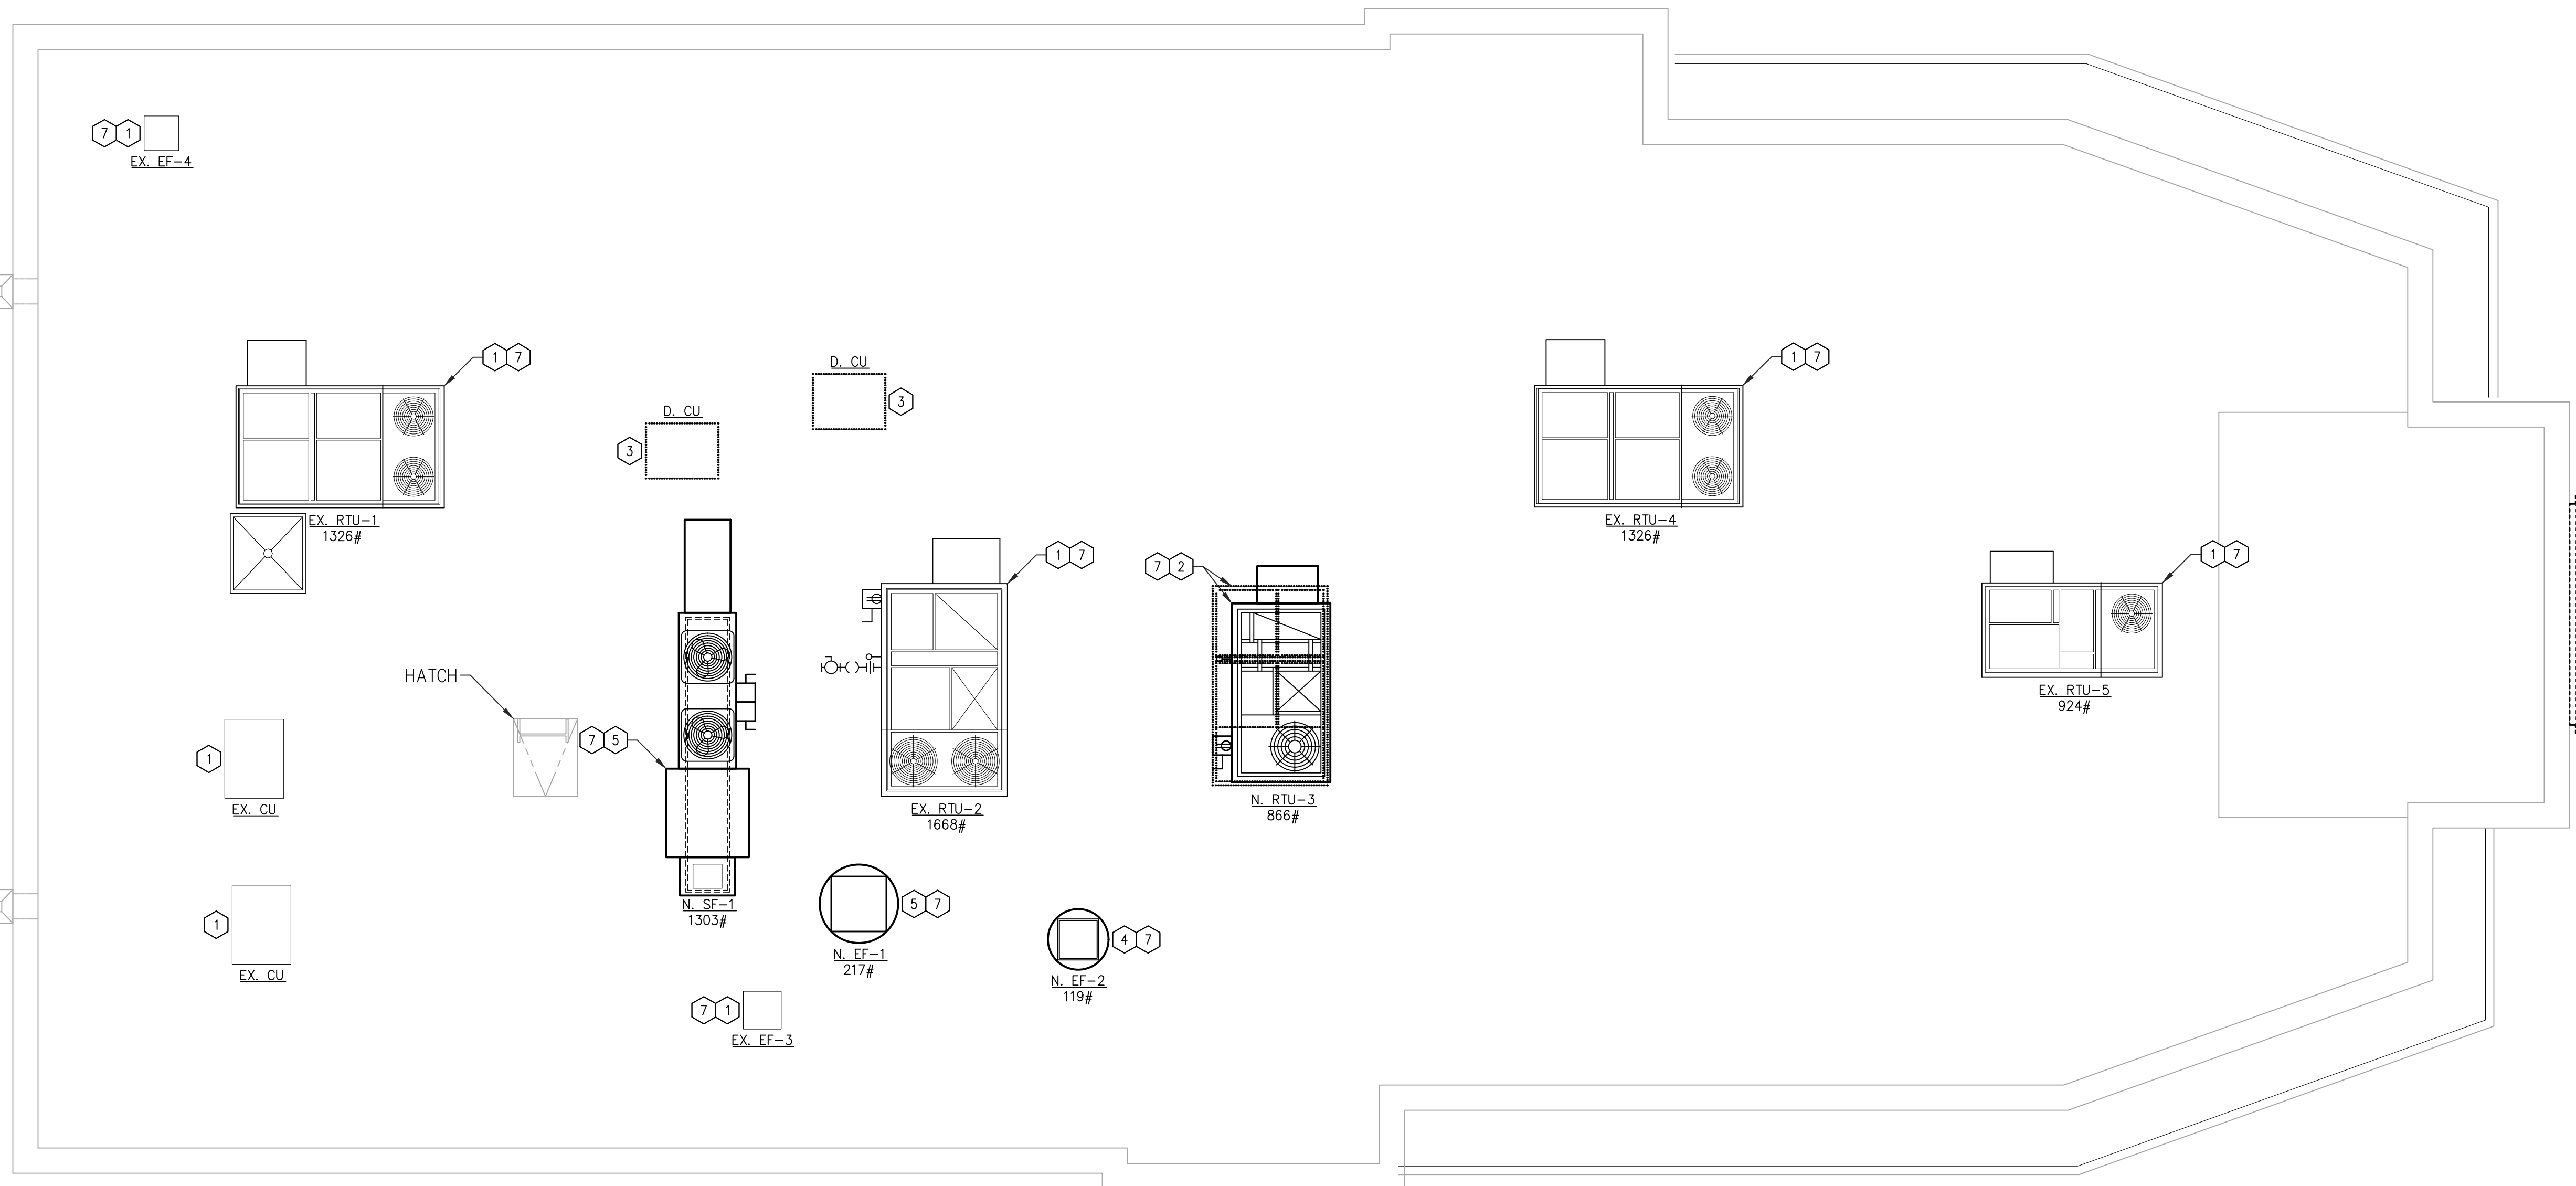 7 1
EX. EF-4
1 7
EX. RTU-1
1326#
D. CU
3
D. CU
3
1 7
EX. RTU-4
1326#
1 7
EX. RTU-2
1668#
7 2
N. RTU-3
866#
1 7
EX. RTU-5
924#
HATCH
7 5
N. SF-1
1303#
1
EX. CU
1
EX. CU
5 7
N. EF-1
217#
4 7
N. EF-2
119#
7 1
EX. EF-3